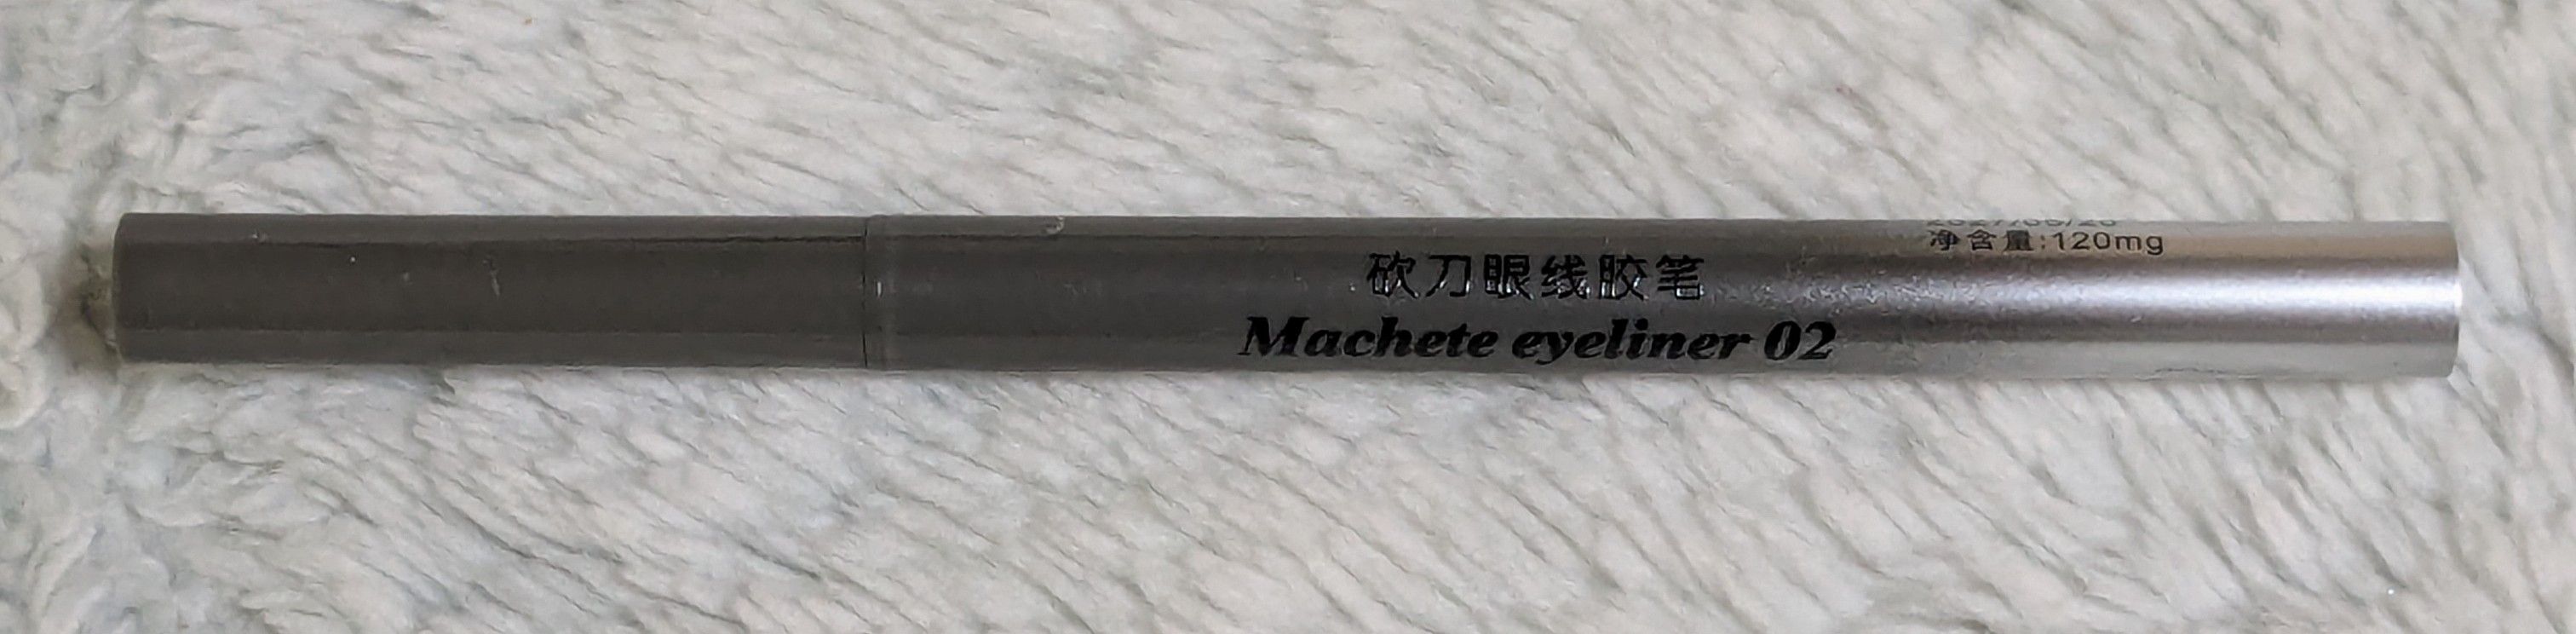 砍刀眼线胶笔
Machete eyeliner 02
净含量:120mg